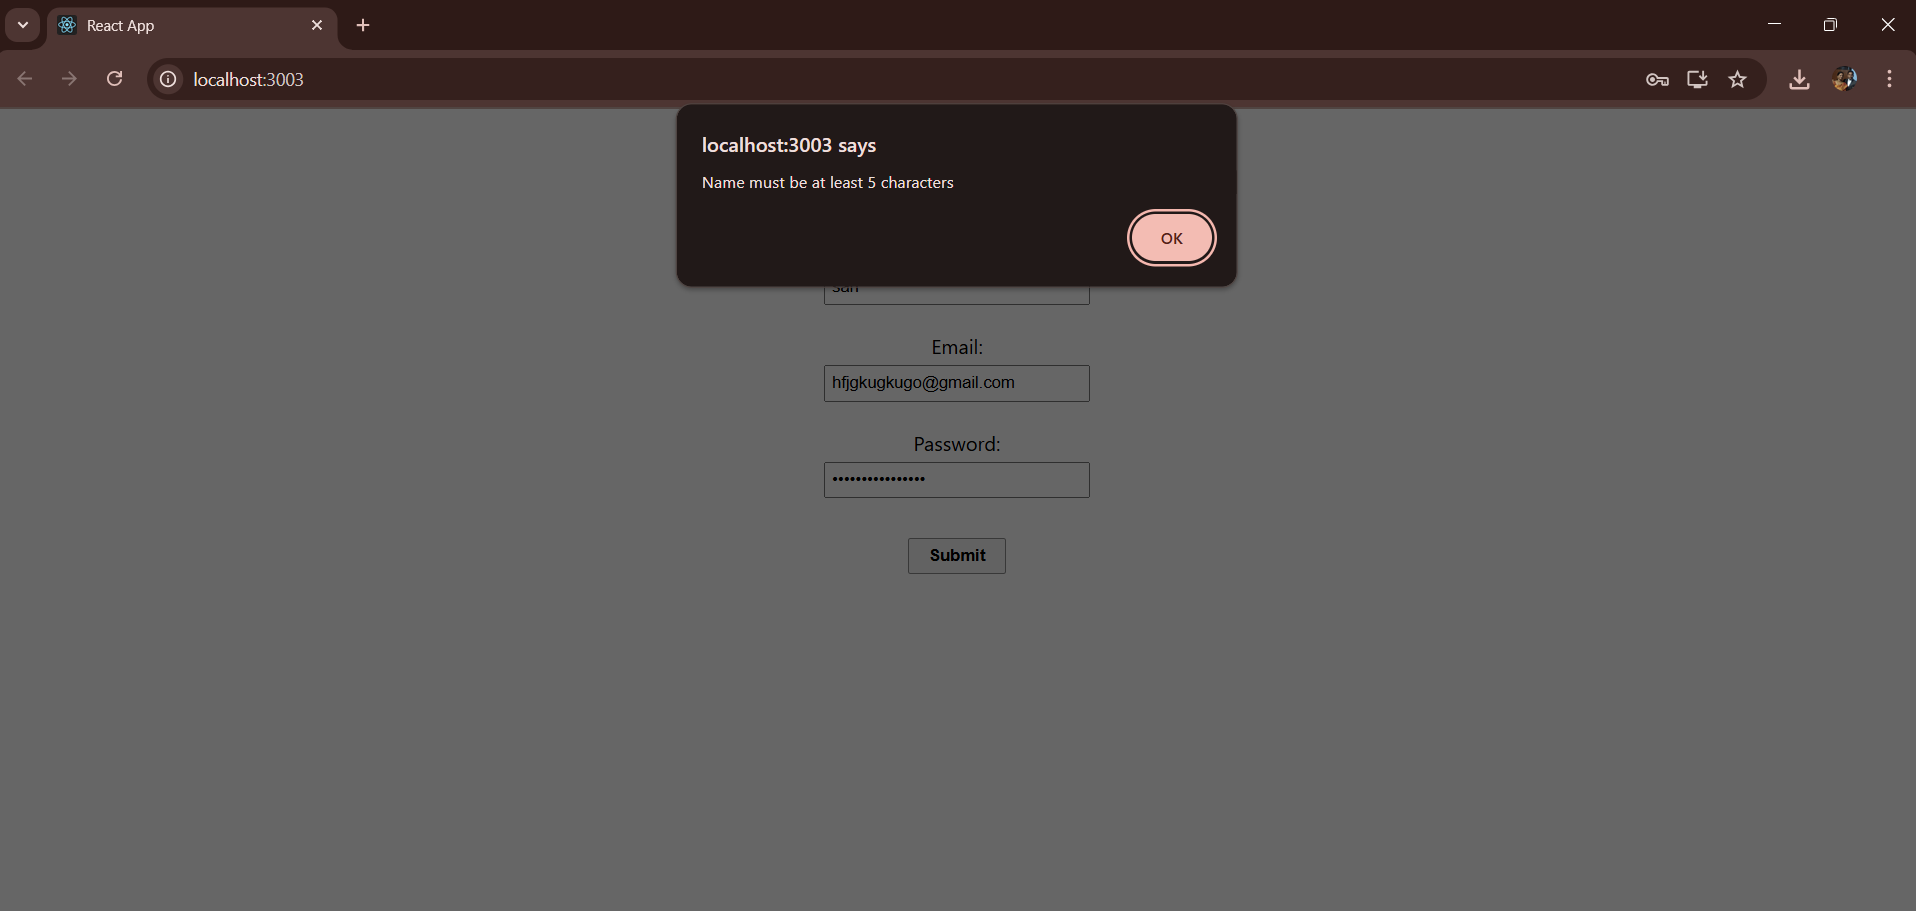 React App
localhost:3003
localhost:3003 says
Name must be at least 5 characters
OK
Email:
hfjgkugkugo@gmail.com
Password:
••••••••••••••••
Submit